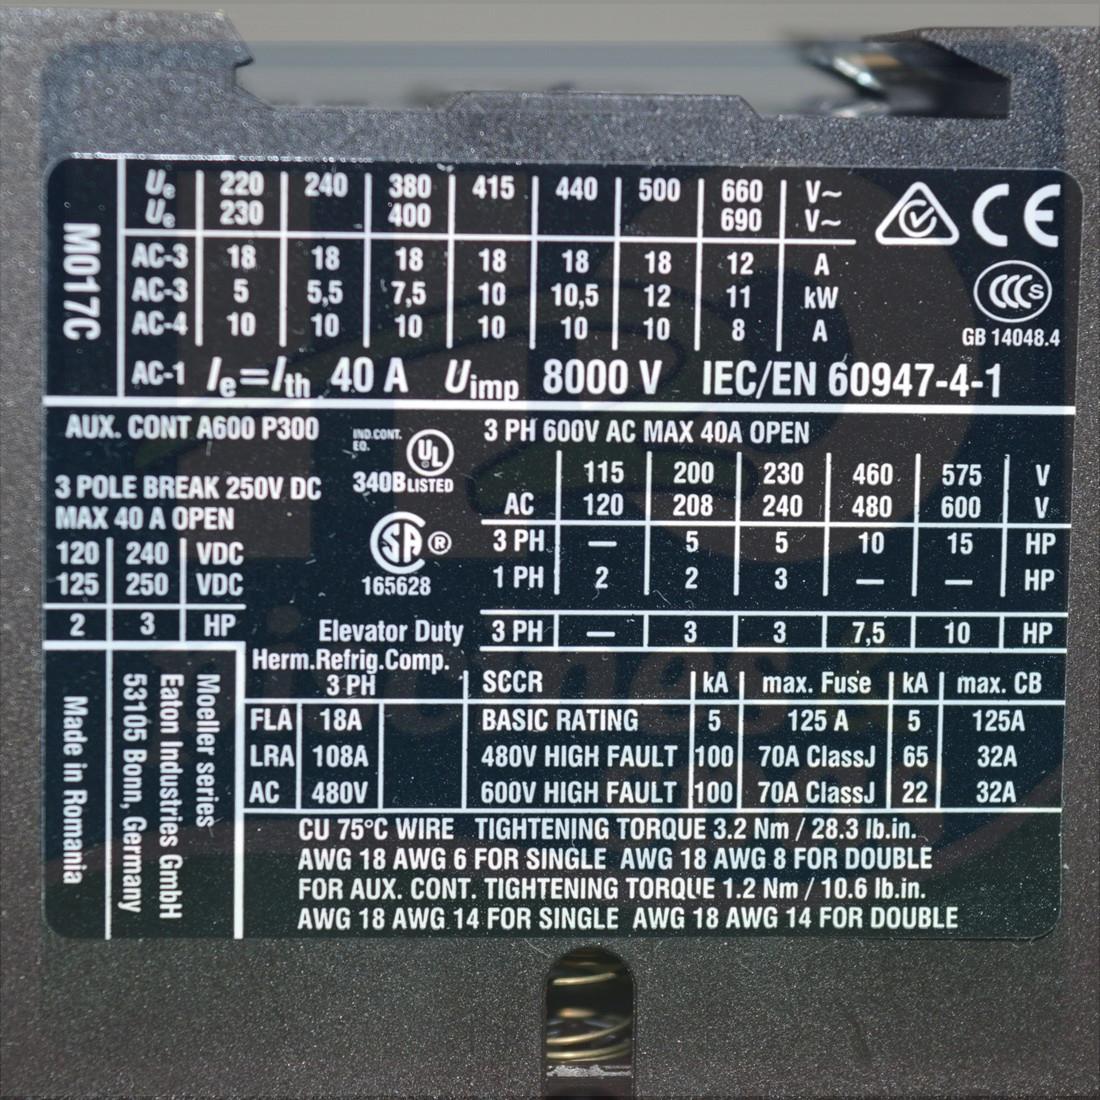 M017C
Ue 220 240 380 415 440 500 660 V~
Ue 230 400 690 V~
AC-3 18 18 18 18 18 18 12 A
AC-3 5 5,5 7,5 10 10,5 12 11 kW
AC-4 10 10 10 10 10 10 8 A
AC-1 Ie=Ith 40 A Uimp 8000 V IEC/EN 60947-4-1
CE
CCC S
GB 14048.4
AUX. CONT A600 P300
IND.CONT.
EQ.
UL
340B LISTED
3 POLE BREAK 250V DC
MAX 40 A OPEN
120 240 VDC
125 250 VDC
2 3 HP
SA ®
165628
3 PH 600V AC MAX 40A OPEN
115 200 230 460 575 V
AC 120 208 240 480 600 V
3 PH — 5 5 10 15 HP
1 PH 2 2 3 — — HP
Elevator Duty 3 PH — 3 3 7,5 10 HP
Herm.Refrig.Comp.
3 PH
FLA 18A
LRA 108A
AC 480V
SCCR kA max. Fuse kA max. CB
BASIC RATING 5 125 A 5 125A
480V HIGH FAULT 100 70A ClassJ 65 32A
600V HIGH FAULT 100 70A ClassJ 22 32A
CU 75°C WIRE TIGHTENING TORQUE 3.2 Nm / 28.3 lb.in.
AWG 18 AWG 6 FOR SINGLE AWG 18 AWG 8 FOR DOUBLE
FOR AUX. CONT. TIGHTENING TORQUE 1.2 Nm / 10.6 lb.in.
AWG 18 AWG 14 FOR SINGLE AWG 18 AWG 14 FOR DOUBLE
Moeller series
Eaton Industries GmbH
53105 Bonn, Germany
Made in Romania